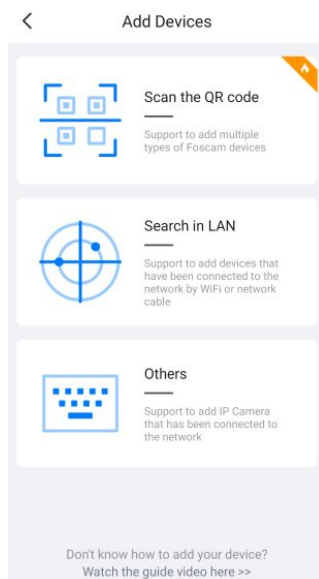 Add Devices
Scan the QR code
Support to add multiple
types of Foscam devices
Search in LAN
Support to add devices that
have been connected to the
network by WiFi or network
cable
Others
Support to add IP Camera
that has been connected to
the network
Don't know how to add your device?
Watch the guide video here >>